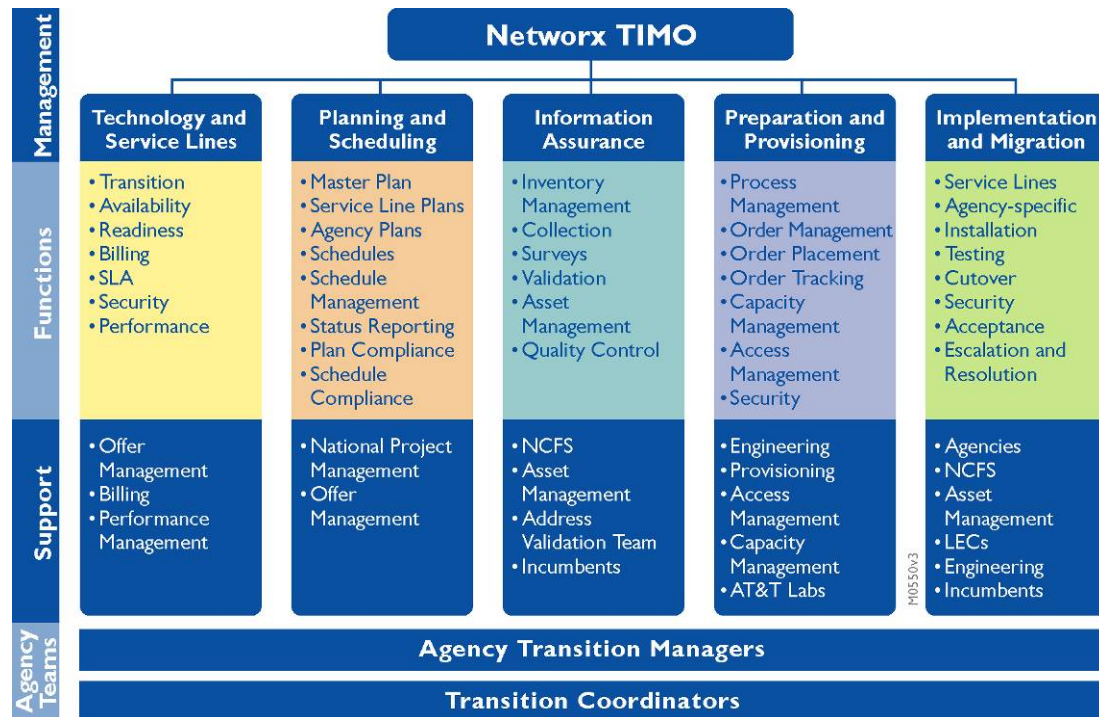 Networx TIMO
Management
Technology and
Service Lines
Planning and
Scheduling
Information
Assurance
Preparation and
Provisioning
Implementation
and Migration
Functions
• Transition
• Availability
• Readiness
• Billing
• SLA
• Security
• Performance
• Master Plan
• Service Line Plans
• Agency Plans
• Schedules
• Schedule
Management
• Status Reporting
• Plan Compliance
• Schedule
Compliance
• Inventory
Management
• Collection
• Surveys
• Validation
• Asset
Management
• Quality Control
• Process
Management
• Order Management
• Order Placement
• Order Tracking
• Capacity
Management
• Access
Management
• Security
• Service Lines
• Agency-specific
• Installation
• Testing
• Cutover
• Security
• Acceptance
• Escalation and
Resolution
Support
• Offer
Management
• Billing
• Performance
Management
• National Project
Management
• Offer
Management
• NCFS
• Asset
Management
• Address
Validation Team
• Incumbents
• Engineering
• Provisioning
• Access
Management
• Capacity
Management
• AT&T Labs
M0550v3
• Agencies
• NCFS
• Asset
Management
• LECs
• Engineering
• Incumbents
Agency
Teams
Agency Transition Managers
Transition Coordinators